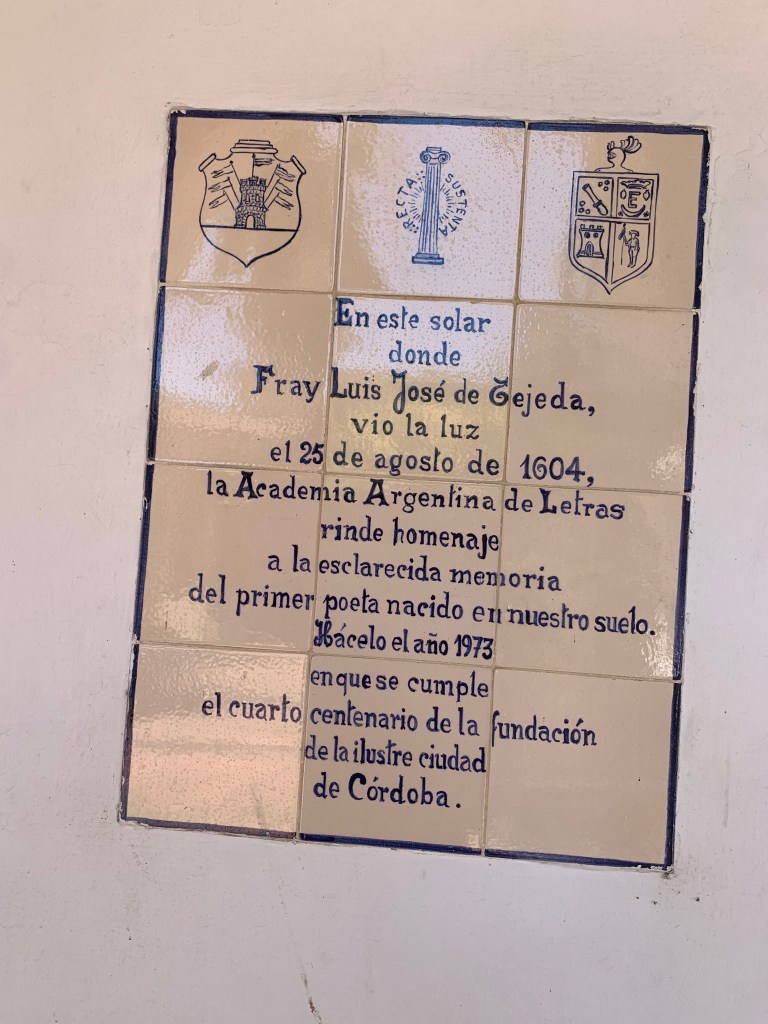 RECTA SUSTENTA
E
En este solar
donde
Fray Luis José de Tejeda,
vio la luz
el 25 de agosto de 1604,
la Academia Argentina de Letras
rinde homenaje
a la esclarecida memoria
del primer poeta nacido en nuestro suelo.
Hácelo el año 1973
en que se cumple
el cuarto centenario de la fundación
de la ilustre ciudad
de Córdoba.